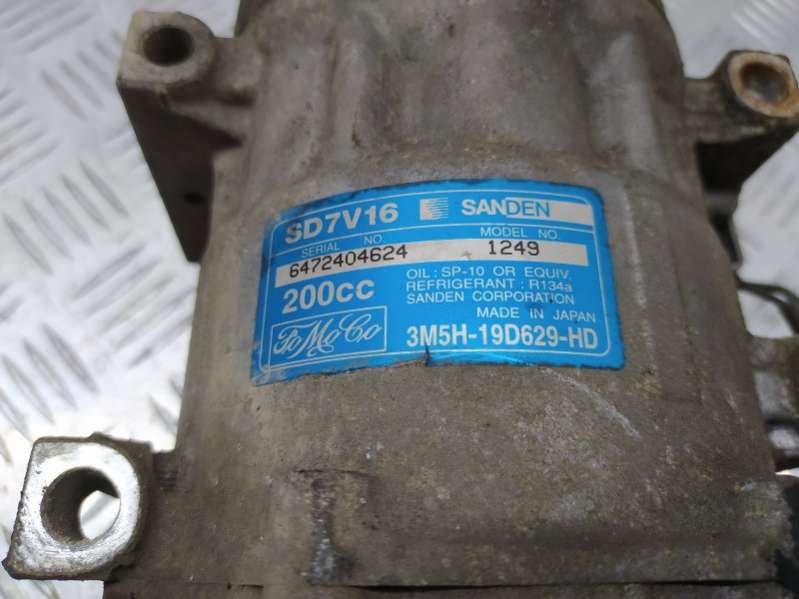 SD7V16 SANDEN
SERIAL NO. MODEL NO.
6472404624 1249
OIL : SP-10 OR EQUIV.
REFRIGERANT : R134a
200cc SANDEN CORPORATION
MADE IN JAPAN
FoMoCo 3M5H-19D629-HD